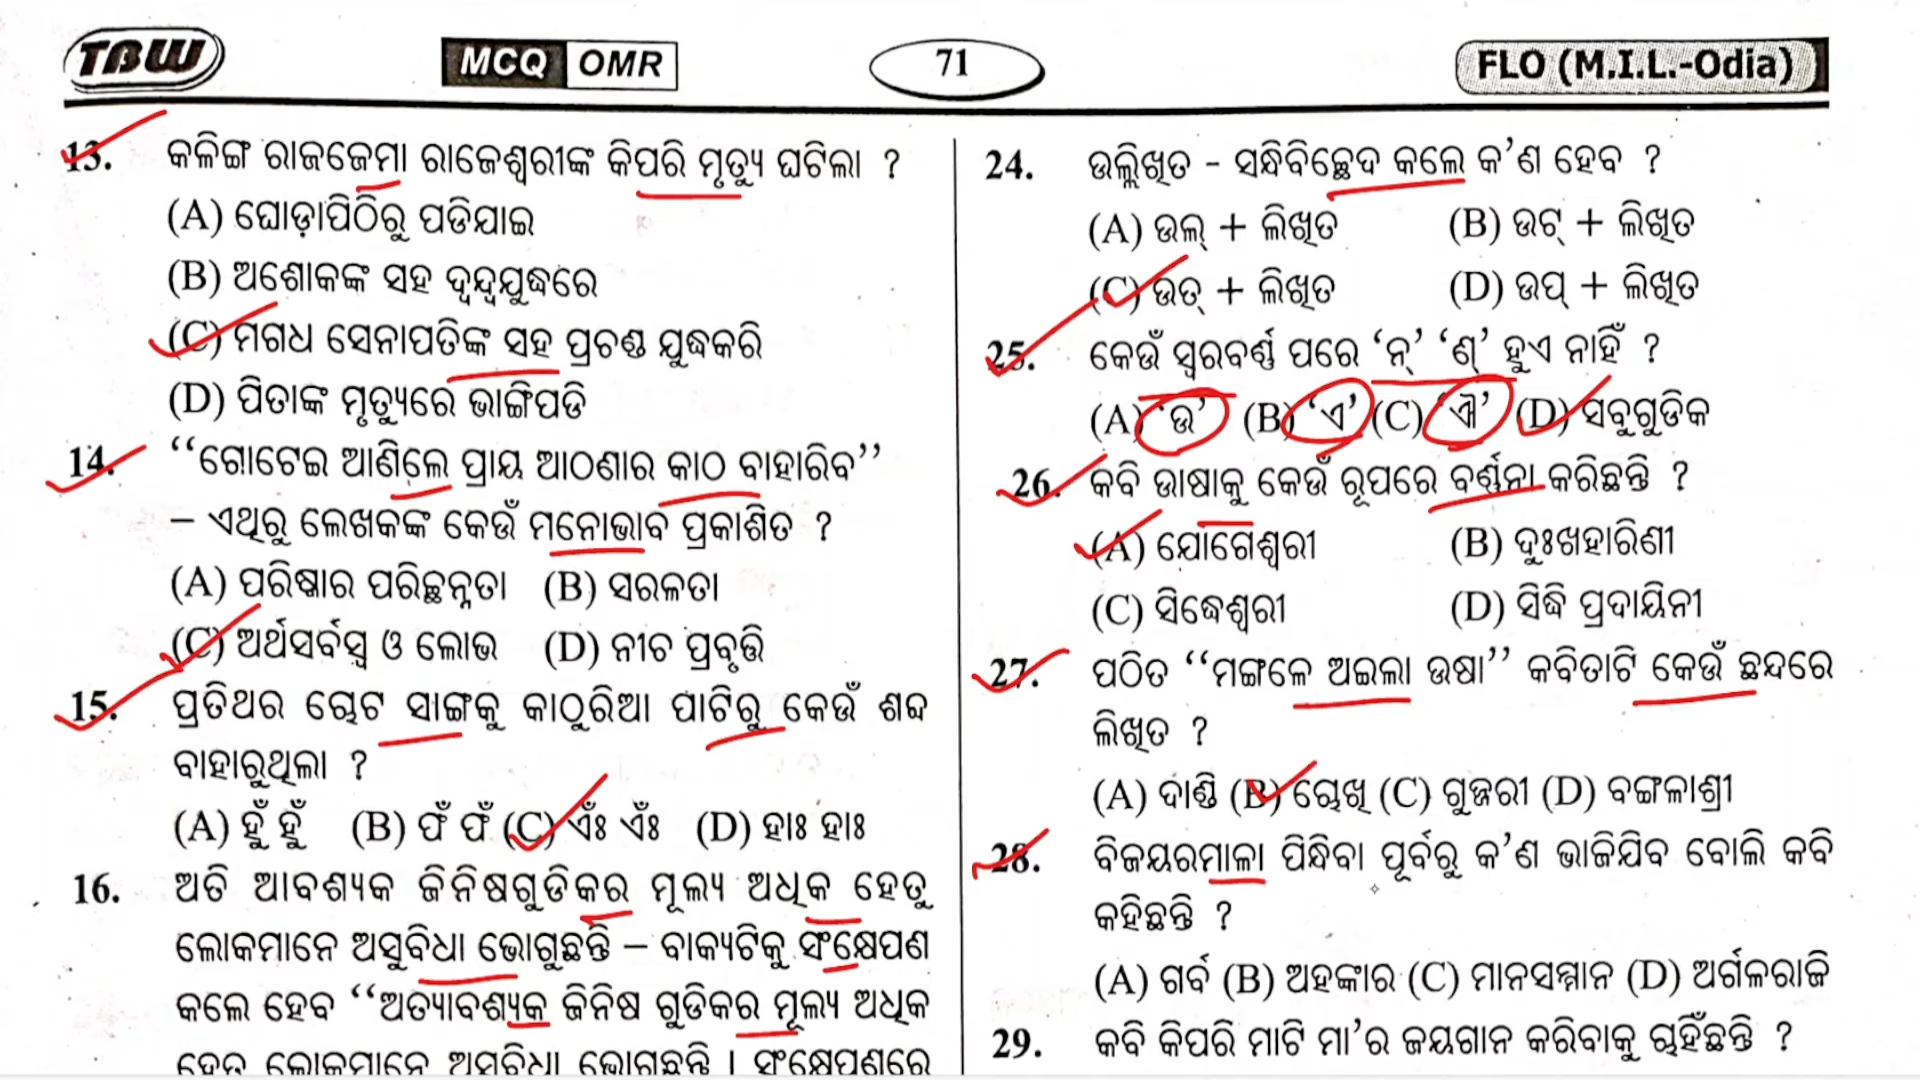 TBW
MCQ OMR
71
FLO (M.I.L.-Odia)
13. କଳିଙ୍ଗ ରାଜଜେମା ରାଜେଶ୍ୱରୀଙ୍କ କିପରି ମୃତ୍ୟୁ ଘଟିଲା ?
(A) ଘୋଡ଼ାପିଠିରୁ ପଡିଯାଇ
(B) ଅଶୋକଙ୍କ ସହ ଦ୍ୱନ୍ଦ୍ୱଯୁଦ୍ଧରେ
(C) ମଗଧ ସେନାପତିଙ୍କ ସହ ପ୍ରଚଣ୍ଡ ଯୁଦ୍ଧକରି
(D) ପିତାଙ୍କ ମୃତ୍ୟୁରେ ଭାଙ୍ଗିପଡି
14. “ଗୋଟେଇ ଆଣିଲେ ପ୍ରାୟ ଆଠଣାର କାଠ ବାହାରିବ”
– ଏଥିରୁ ଲେଖକଙ୍କ କେଉଁ ମନୋଭାବ ପ୍ରକାଶିତ ?
(A) ପରିଷ୍କାର ପରିଚ୍ଛନ୍ନତା (B) ସରଳତା
(C) ଅର୍ଥସର୍ବସ୍ୱ ଓ ଲୋଭ (D) ନୀଚ ପ୍ରବୃତ୍ତି
15. ପ୍ରତିଥର ଚ୍ଛେଟ ସାଙ୍ଗକୁ କାଠୁରିଆ ପାଟିରୁ କେଉଁ ଶବ୍ଦ
ବାହାରୁଥିଲା ?
(A) ହୁଁ ହୁଁ (B) ଫଁ ଫଁ (C) ଏଁଃ ଏଁଃ (D) ହାଃ ହାଃ
16. ଅତି ଆବଶ୍ୟକ ଜିନିଷଗୁଡିକର ମୂଲ୍ୟ ଅଧିକ ହେତୁ
ଲୋକମାନେ ଅସୁବିଧା ଭୋଗୁଛନ୍ତି – ବାକ୍ୟଟିକୁ ସଂକ୍ଷେପଣ
କଲେ ହେବ “ଅତ୍ୟାବଶ୍ୟକ ଜିନିଷ ଗୁଡିକର ମୂଲ୍ୟ ଅଧିକ
ହେତୁ ଲୋକମାନେ ଅସୁବିଧା ଭୋଗୁଛନ୍ତି । ସଂକ୍ଷେପଣରେ
24. ଉଲ୍ଲିଖିତ - ସନ୍ଧିବିଚ୍ଛେଦ କଲେ କ’ଣ ହେବ ?
(A) ଉଲ୍ + ଲିଖିତ (B) ଉଟ୍ + ଲିଖିତ
(C) ଉତ୍ + ଲିଖିତ (D) ଉପ୍ + ଲିଖିତ
25. କେଉଁ ସ୍ୱରବର୍ଣ୍ଣ ପରେ ‘ନ୍’ ‘ଣ୍’ ହୁଏ ନାହିଁ ?
(A) ‘ଉ’ (B) ‘ଏ’ (C) ‘ଐ’ (D) ସବୁଗୁଡିକ
26. କବି ଉାଷାକୁ କେଉଁ ରୂପରେ ବର୍ଣ୍ଣନା କରିଛନ୍ତି ?
(A) ଯୋଗେଶ୍ୱରୀ (B) ଦୁଃଖହାରିଣୀ
(C) ସିଦ୍ଧେଶ୍ୱରୀ (D) ସିଦ୍ଧି ପ୍ରଦାୟିନୀ
27. ପଠିତ “ମଙ୍ଗଳେ ଅଇଲା ଉଷା” କବିତାଟି କେଉଁ ଛନ୍ଦରେ
ଲିଖିତ ?
(A) ଦାଣ୍ଡି (B) ଚୋଖି (C) ଗୁଜ୍ଜରୀ (D) ବଙ୍ଗଳାଶ୍ରୀ
28. ବିଜୟରମାଳା ପିନ୍ଧିବା ପୂର୍ବରୁ କ’ଣ ଭାଜିଯିବ ବୋଲି କବି
କହିଛନ୍ତି ?
(A) ଗର୍ବ (B) ଅହଙ୍କାର (C) ମାନସମ୍ମାନ (D) ଅର୍ଗଳରାଜି
29. କବି କିପରି ମାଟି ମା’ର ଜୟଗାନ କରିବାକୁ ଚାହିଁଛନ୍ତି ?